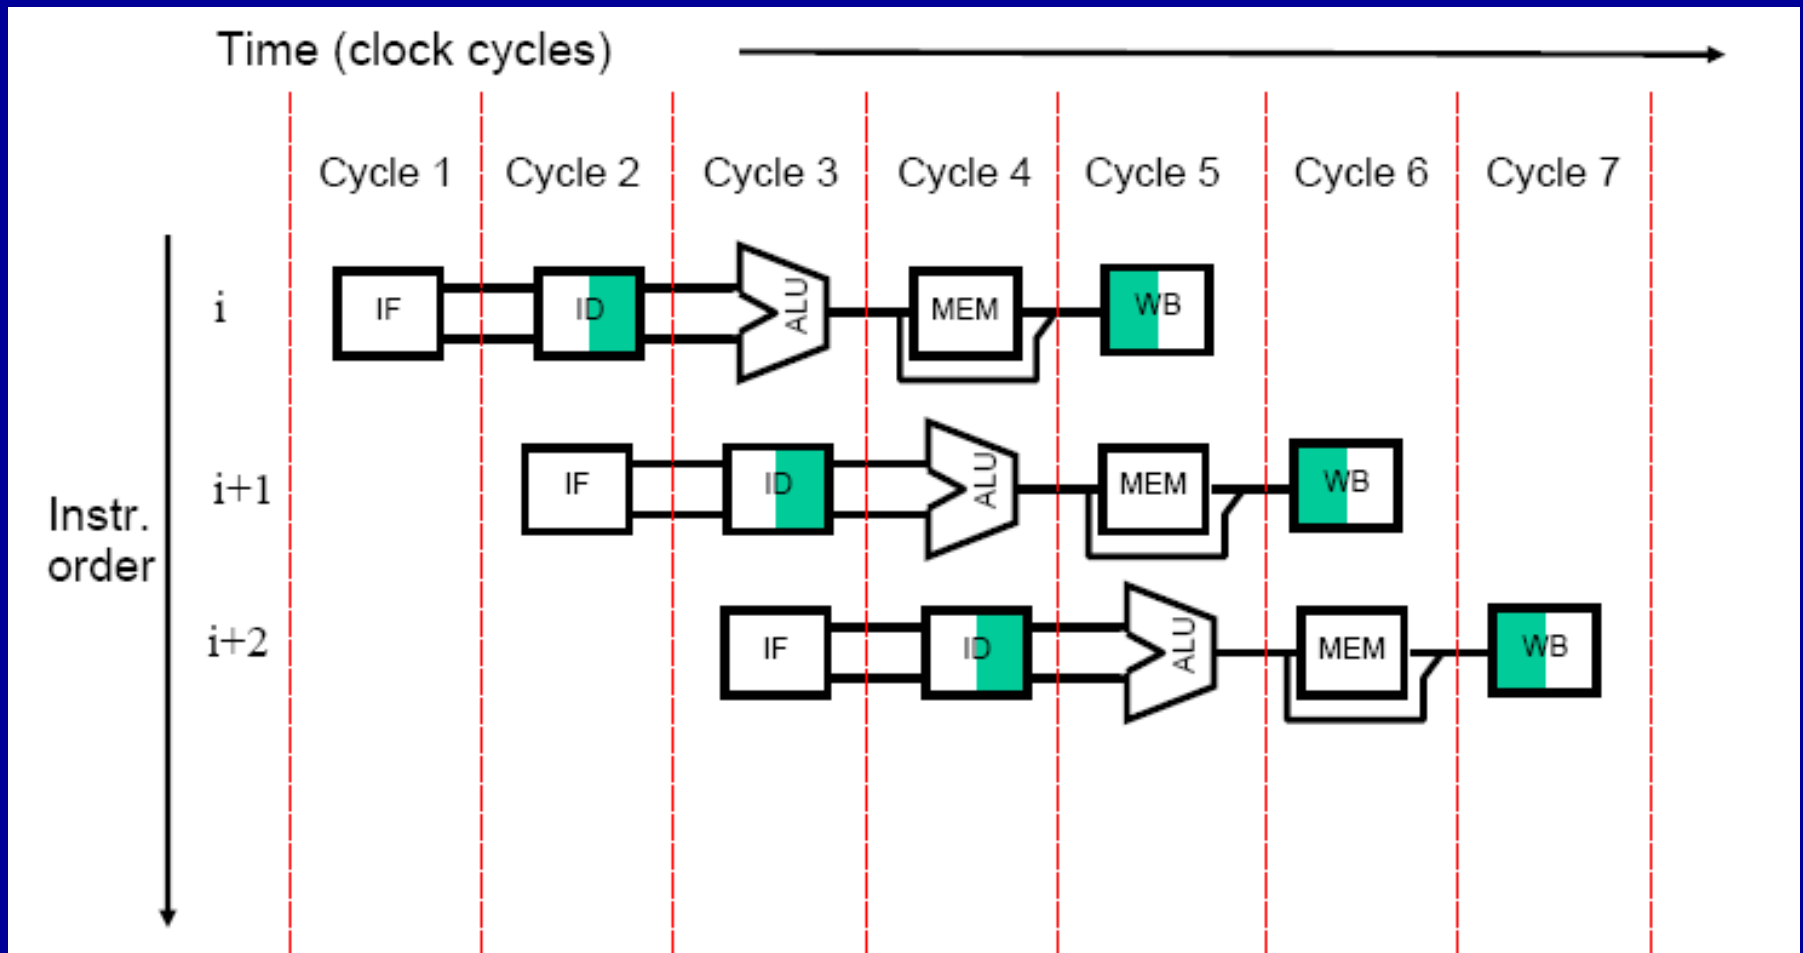 Time (clock cycles)
Cycle 1 Cycle 2 Cycle 3 Cycle 4 Cycle 5 Cycle 6 Cycle 7
i IF ID ALU MEM WB
i+1 IF ID ALU MEM WB
Instr.
order
i+2 IF ID ALU MEM WB